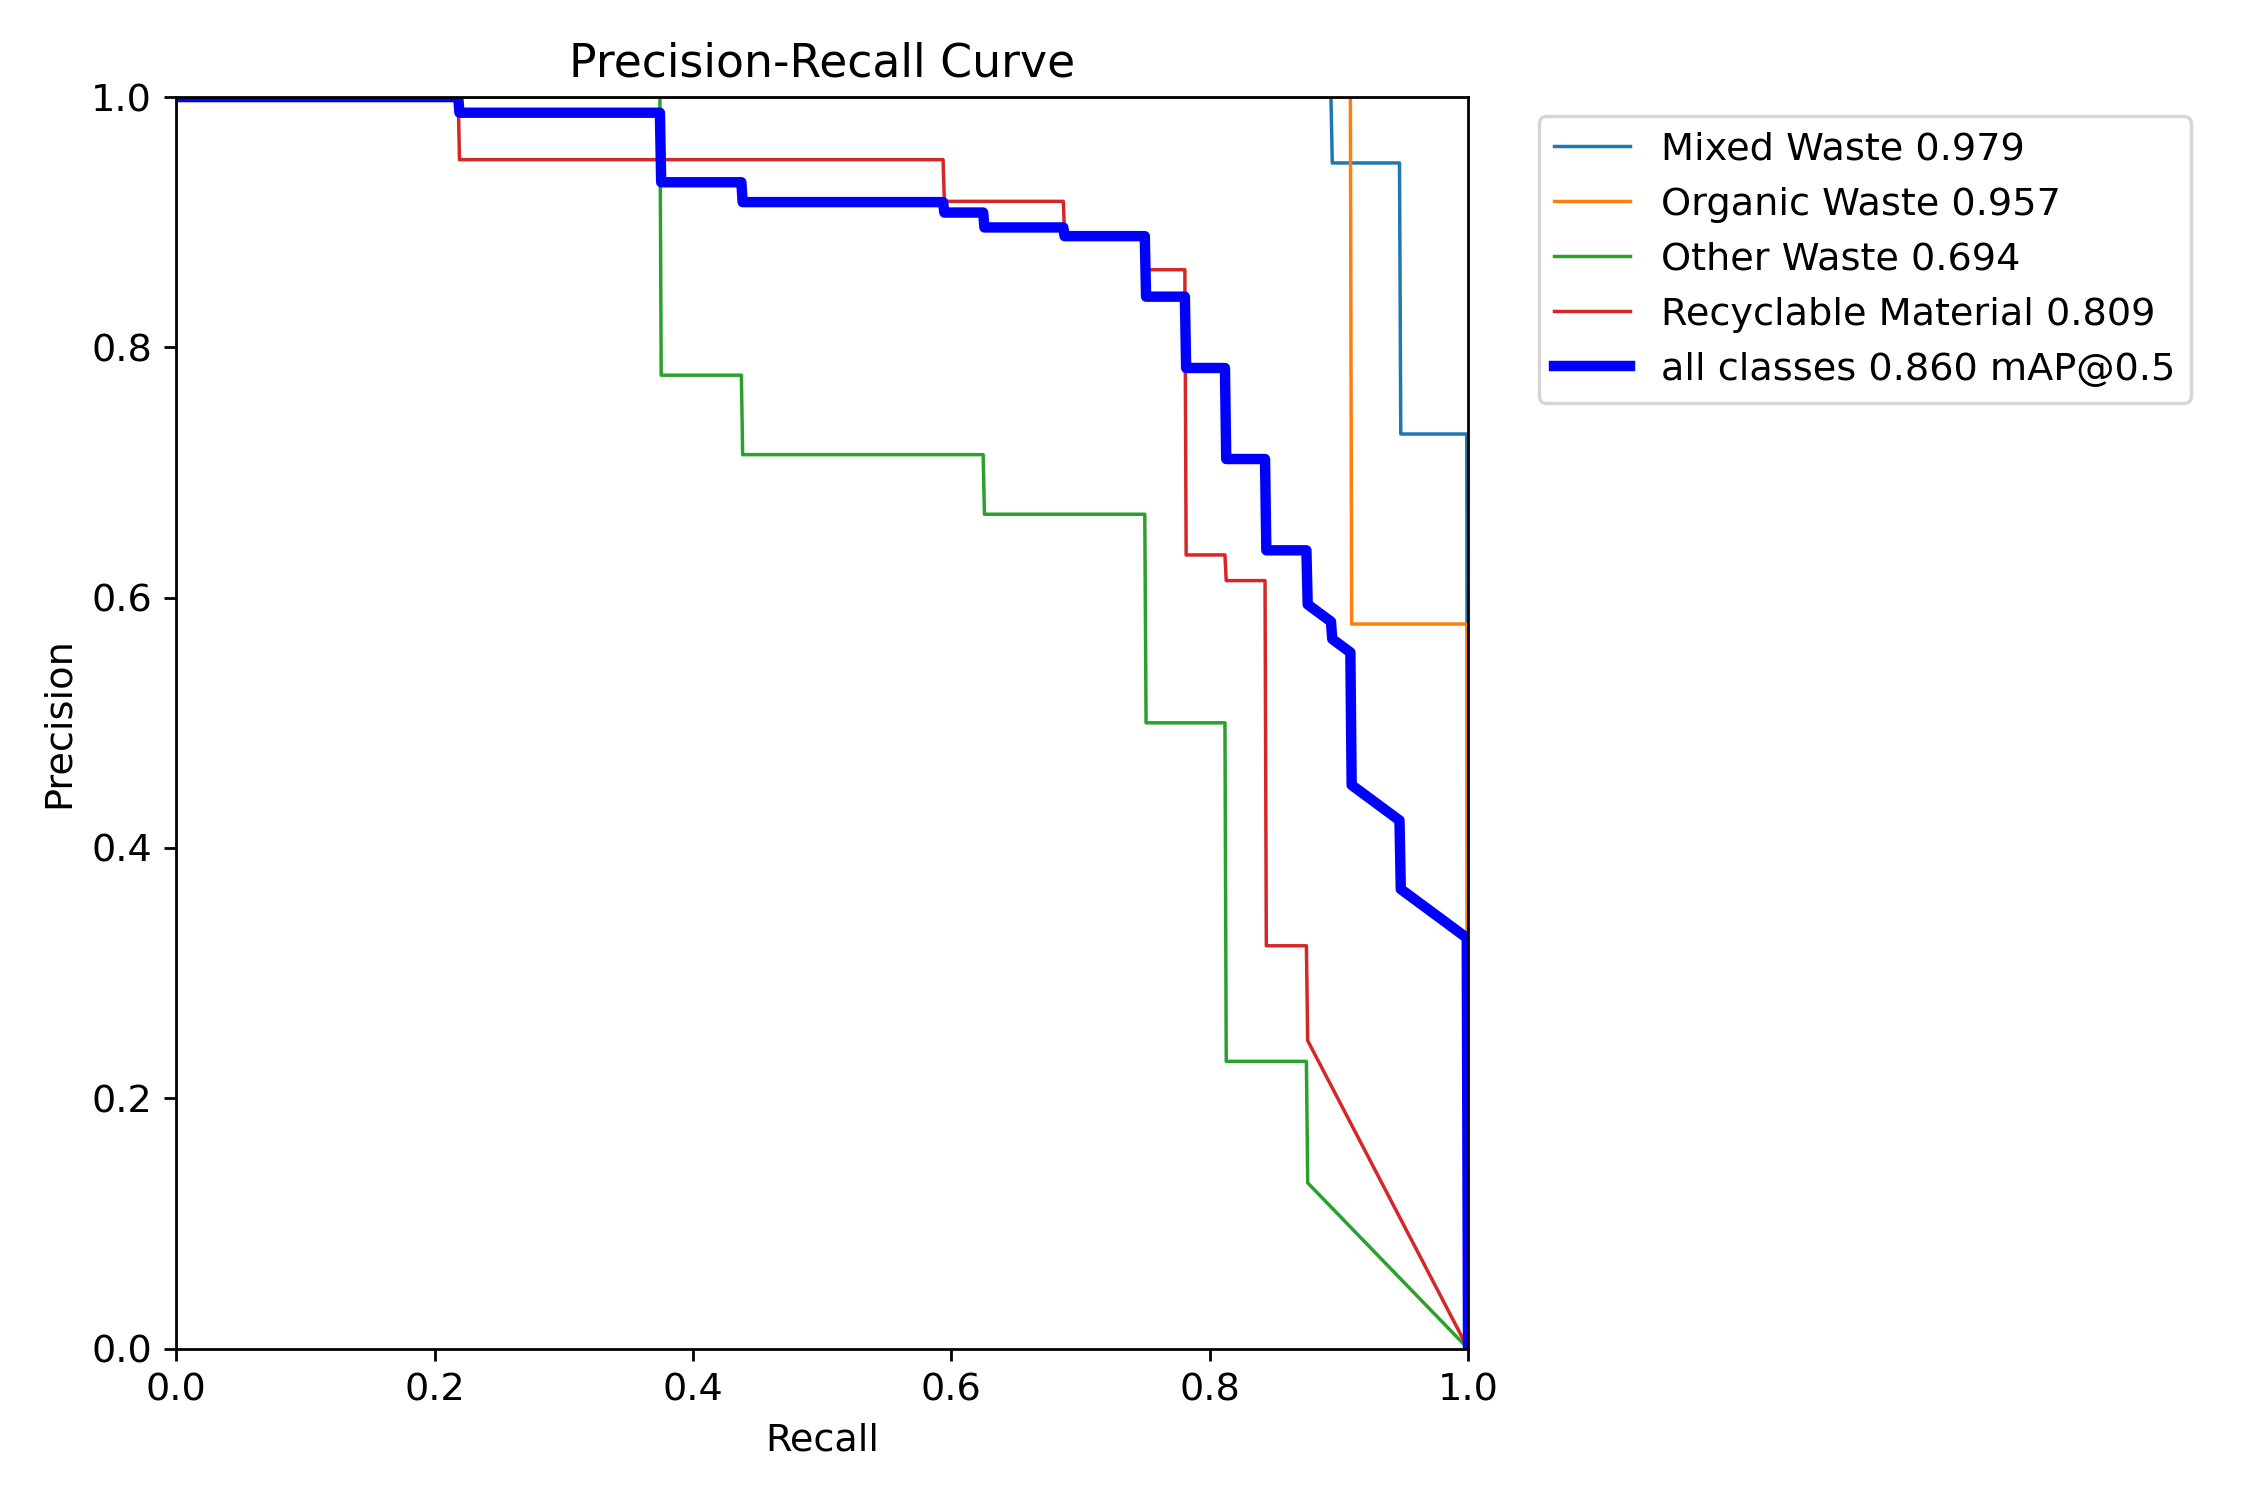 Precision-Recall Curve
1.0
0.8
0.6
0.4
0.2
0.0
Precision
0.0 0.2 0.4 0.6 0.8 1.0
Recall
Mixed Waste 0.979
Organic Waste 0.957
Other Waste 0.694
Recyclable Material 0.809
all classes 0.860 mAP@0.5